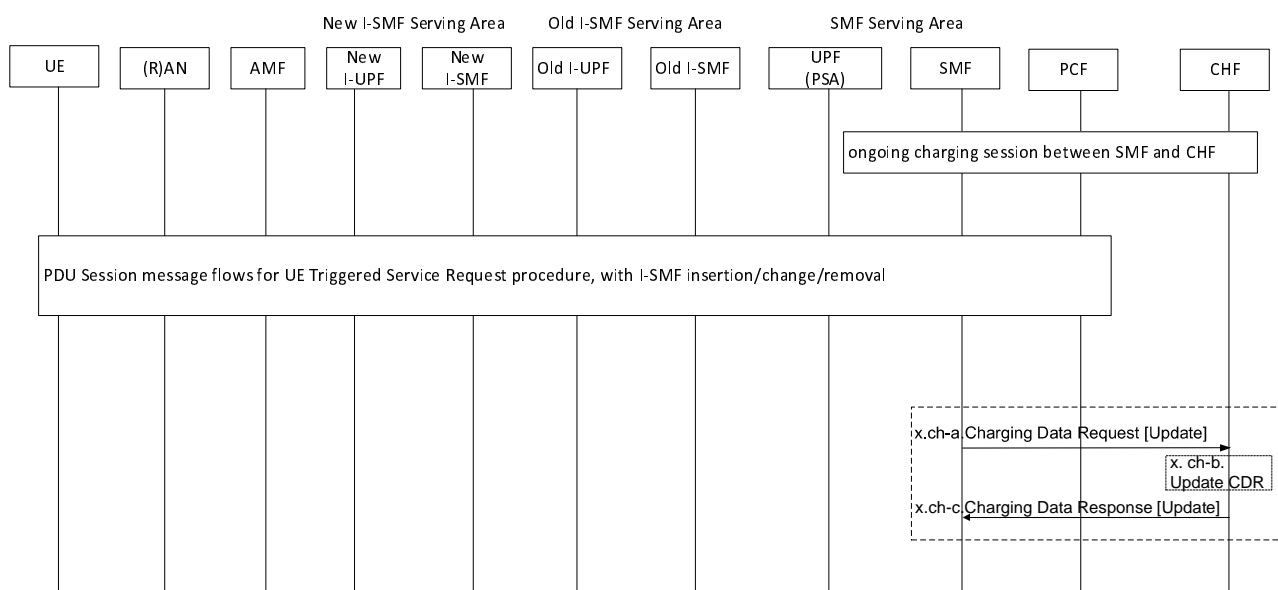 New I-SMF Serving Area
Old I-SMF Serving Area
SMF Serving Area
UE
(R)AN
AMF
New
I-UPF
New
I-SMF
Old I-UPF
Old I-SMF
UPF
(PSA)
SMF
PCF
CHF
ongoing charging session between SMF and CHF
PDU Session message flows for UE Triggered Service Request procedure, with I-SMF insertion/change/removal
x.ch-a.Charging Data Request [Update]
x. ch-b.
Update CDR
x.ch-c.Charging Data Response [Update]